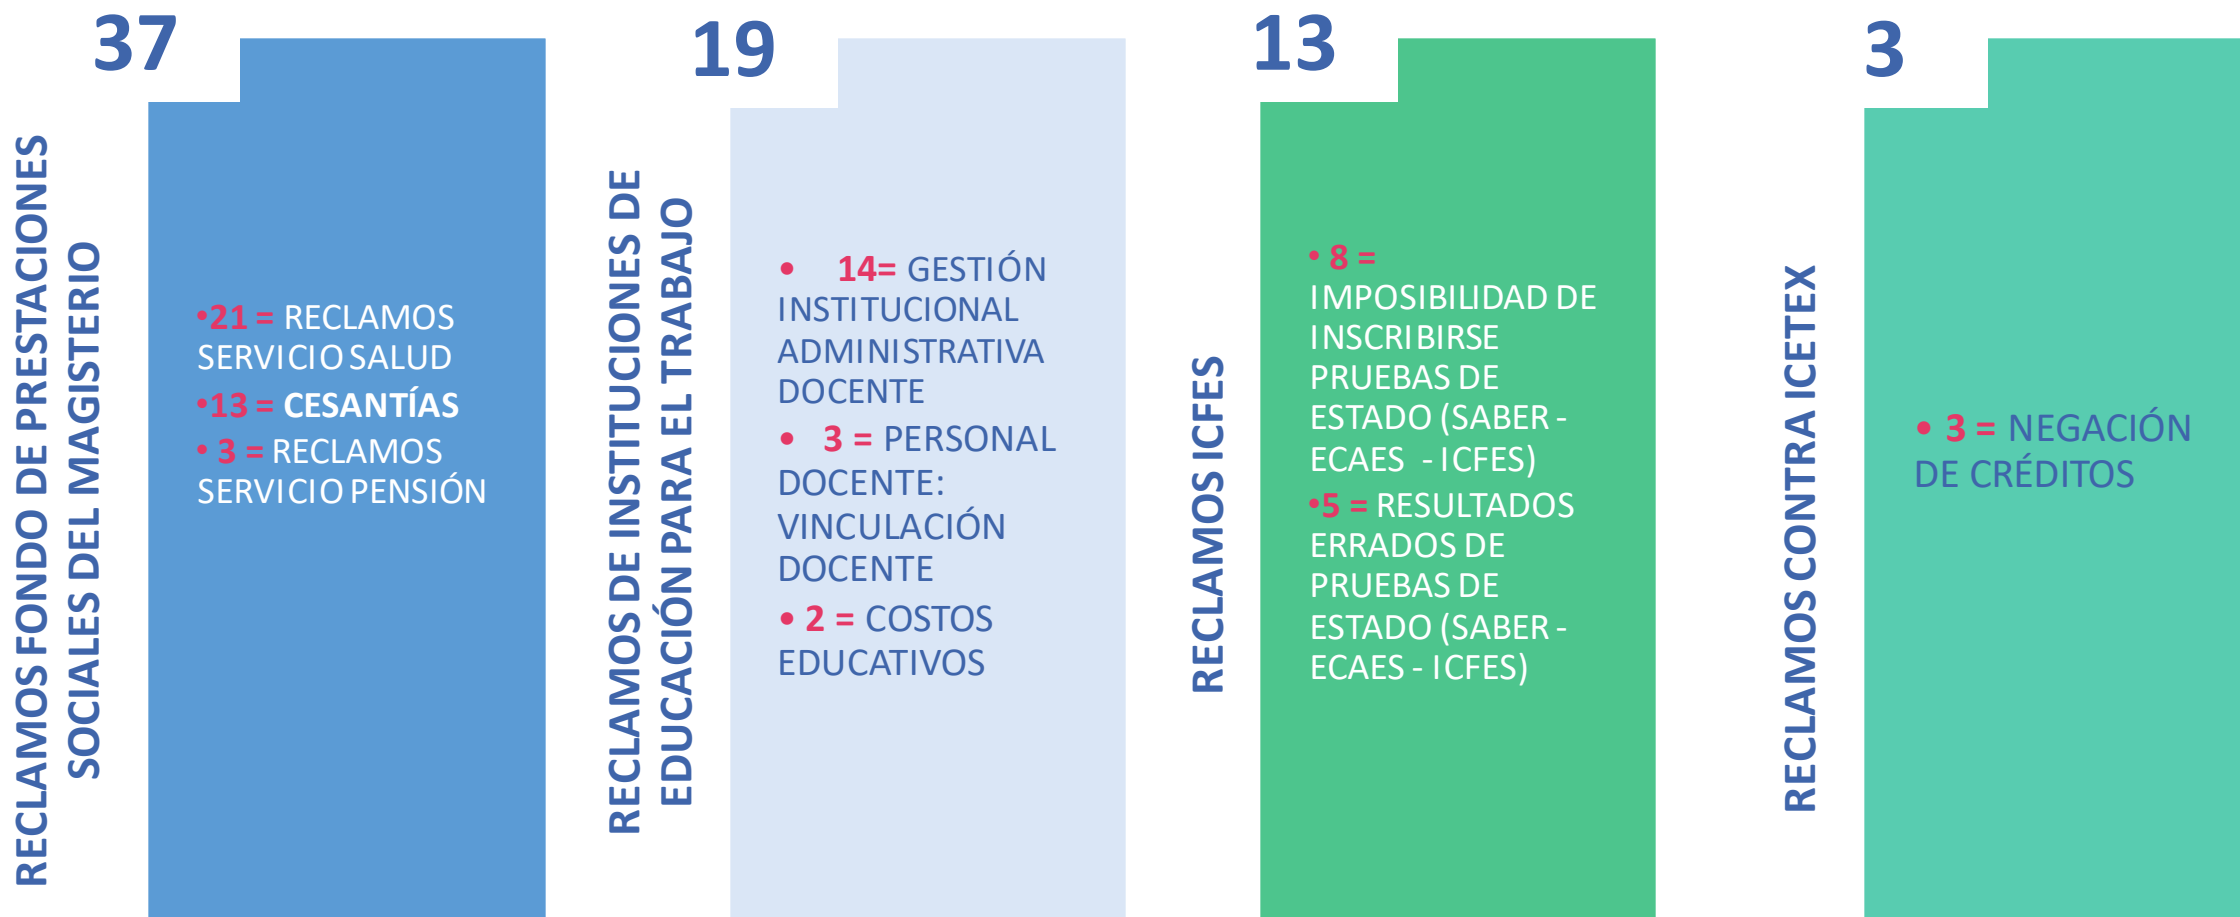 37
RECLAMOS FONDO DE PRESTACIONES
SOCIALES DEL MAGISTERIO
•21 = RECLAMOS
SERVICIO SALUD
•13 = CESANTÍAS
• 3 = RECLAMOS
SERVICIO PENSIÓN
19
RECLAMOS DE INSTITUCIONES DE
EDUCACIÓN PARA EL TRABAJO
• 14= GESTIÓN
INSTITUCIONAL
ADMINISTRATIVA
DOCENTE
• 3 = PERSONAL
DOCENTE:
VINCULACIÓN
DOCENTE
• 2 = COSTOS
EDUCATIVOS
13
RECLAMOS ICFES
• 8 =
IMPOSIBILIDAD DE
INSCRIBIRSE
PRUEBAS DE
ESTADO (SABER -
ECAES - ICFES)
•5 = RESULTADOS
ERRADOS DE
PRUEBAS DE
ESTADO (SABER -
ECAES - ICFES)
3
RECLAMOS CONTRA ICETEX
• 3 = NEGACIÓN
DE CRÉDITOS